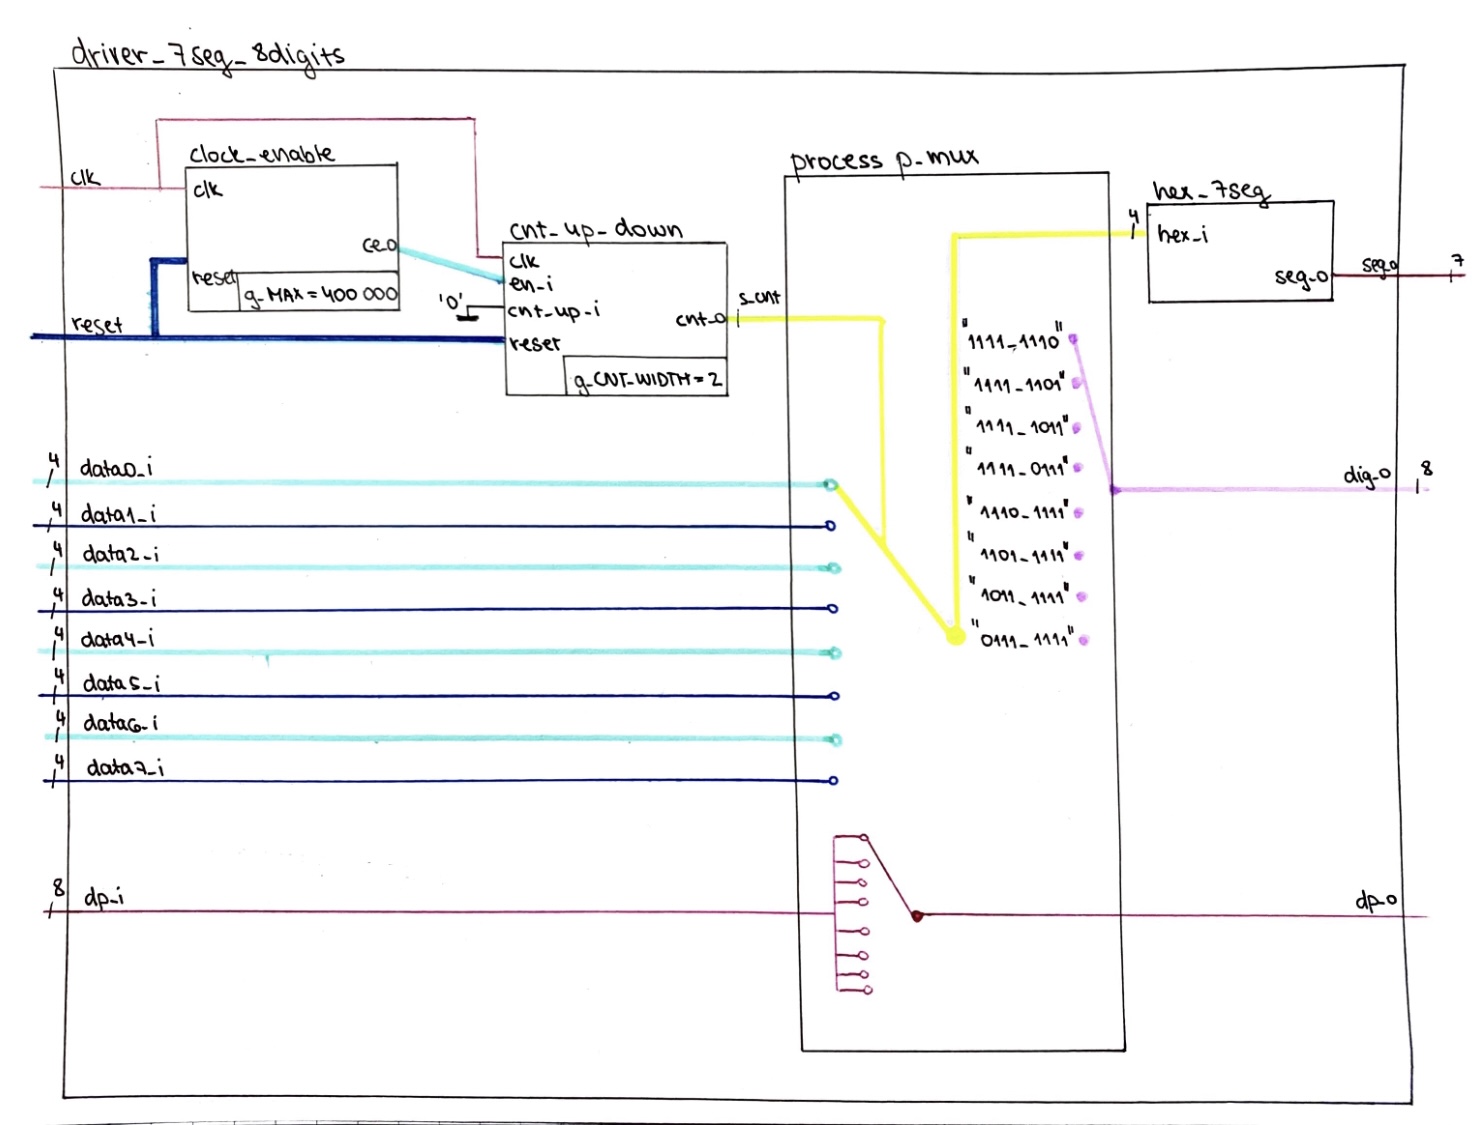 driver_7seg_8digits
clock_enable
clk
clk
ce_o
reset
g_MAX = 400 000
reset
cnt_up_down
clk
en_i
'0'
cnt_up_i
cnt_o
s_cnt
reset
g_CNT_WIDTH = 2
process p_mux
hex_7seg
4
hex_i
seg_o
seg_o
7
"1111_1110"
"1111_1101"
"1111_1011"
"1111_0111"
"1110_1111"
"1101_1111"
"1011_1111"
"0111_1111"
dig_o
8
4 data0_i
4 data1_i
4 data2_i
4 data3_i
4 data4_i
4 data5_i
4 data6_i
4 data7_i
8 dp_i
dp_o